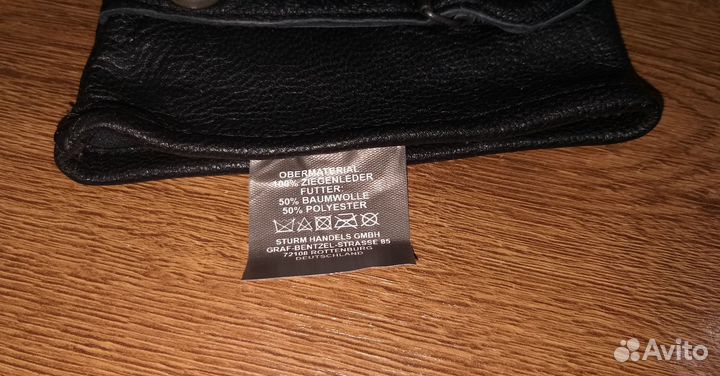 OBERMATERIAL:
100% ZIEGENLEDER
FUTTER:
50% BAUMWOLLE
50% POLYESTER
STURM HANDELS GMBH
GRAF-BENTZEL-STRASSE 85
72108 ROTTENBURG
DEUTSCHLAND
Avito